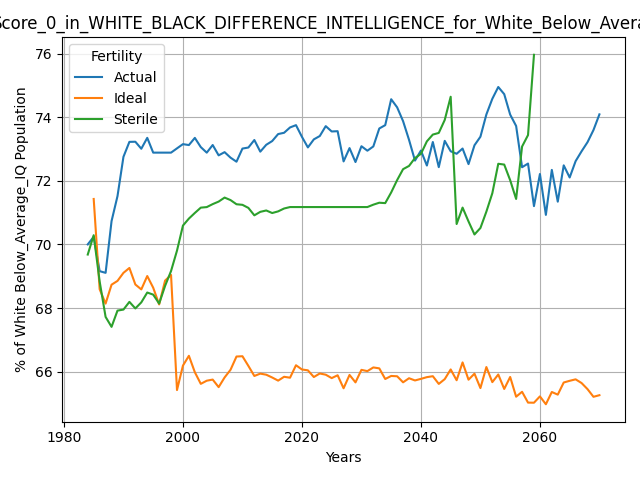 Score_0_in_WHITE_BLACK_DIFFERENCE_INTELLIGENCE_for_White_Below_Avera
Fertility
Actual
Ideal
Sterile
% of White Below_Average_IQ Population
76
74
72
70
68
66
1980 2000 2020 2040 2060
Years